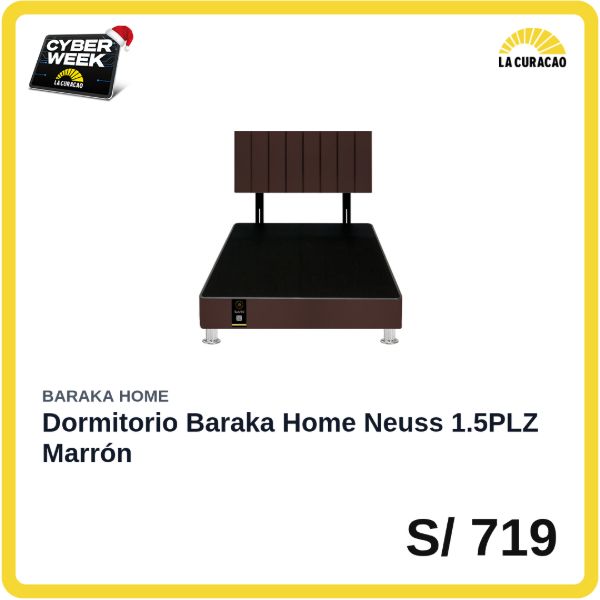 CYBER
WEEK
LA CURACAO
LA CURACAO
BARAKA HOME
Dormitorio Baraka Home Neuss 1.5PLZ
Marrón
S/ 719